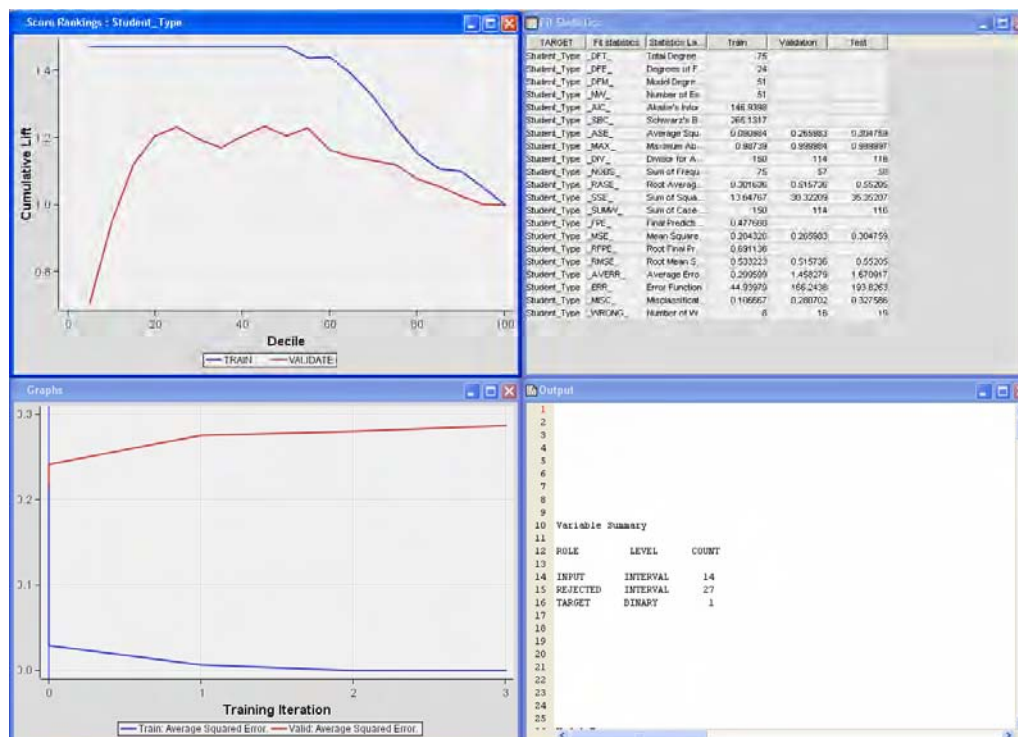 Score Rankings : Student_Type
1.4
1.2
1.0
0.8
Cumulative Lift
0 20 40 60 80 100
Decile
TRAIN VALIDATE
Fit Statistics
TARGET Fit statistics Statistics La... Train Validation Test
Student_Type _DFT_ Total Degree... 75
Student_Type _DFE_ Degrees of F... 24
Student_Type _DFM_ Model Degre... 51
Student_Type _NW_ Number of Es... 51
Student_Type _AIC_ Akaike's Infor... 146.9398
Student_Type _SBC_ Schwarz's B... 265.1317
Student_Type _ASE_ Average Squ... 0.090984 0.265983 0.304759
Student_Type _MAX_ Maximum Ab... 0.98739 0.999984 0.999997
Student_Type _DIV_ Divisor for A... 150 114 116
Student_Type _NOBS_ Sum of Frequ... 75 57 58
Student_Type _RASE_ Root Averag... 0.301636 0.515736 0.55205
Student_Type _SSE_ Sum of Squa... 13.64767 30.32209 35.35207
Student_Type _SUMW_ Sum of Case... 150 114 116
Student_Type _FPE_ Final Predicti... 0.477668
Student_Type _MSE_ Mean Square... 0.284326 0.265983 0.304759
Student_Type _RFPE_ Root Final Pr... 0.691136
Student_Type _RMSE_ Root Mean S... 0.533223 0.515736 0.55205
Student_Type _AVERR_ Average Erro... 0.299599 1.458279 1.670917
Student_Type _ERR_ Error Function 44.93979 166.2438 193.8263
Student_Type _MISC_ Misclassificat... 0.106667 0.280702 0.327586
Student_Type _WRONG_ Number of W... 8 16 19
Graphs
0.3
0.2
0.1
0.0
0 1 2 3
Training Iteration
Train: Average Squared Error. Valid: Average Squared Error.
Output
1
2
3
4
5
6
7
8
9
10 Variable Summary
11
12 ROLE LEVEL COUNT
13
14 INPUT INTERVAL 14
15 REJECTED INTERVAL 27
16 TARGET BINARY 1
17
18
19
20
21
22
23
24
25